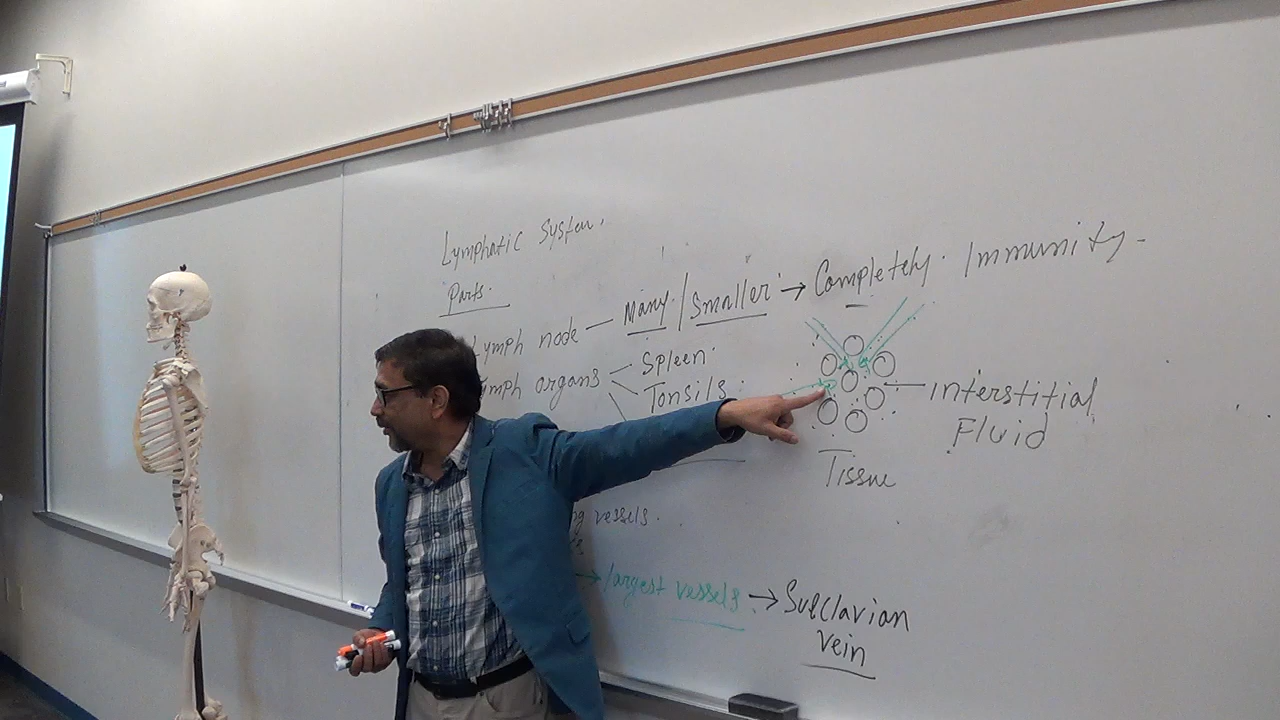 Lymphatic System.
Parts.
Lymph node — Many / Smaller → Completely. Immunity.
organs Spleen.
Tonsils
Interstitial
Fluid
Tissue
vessels.
→ largest vessels. → Subclavian
vein